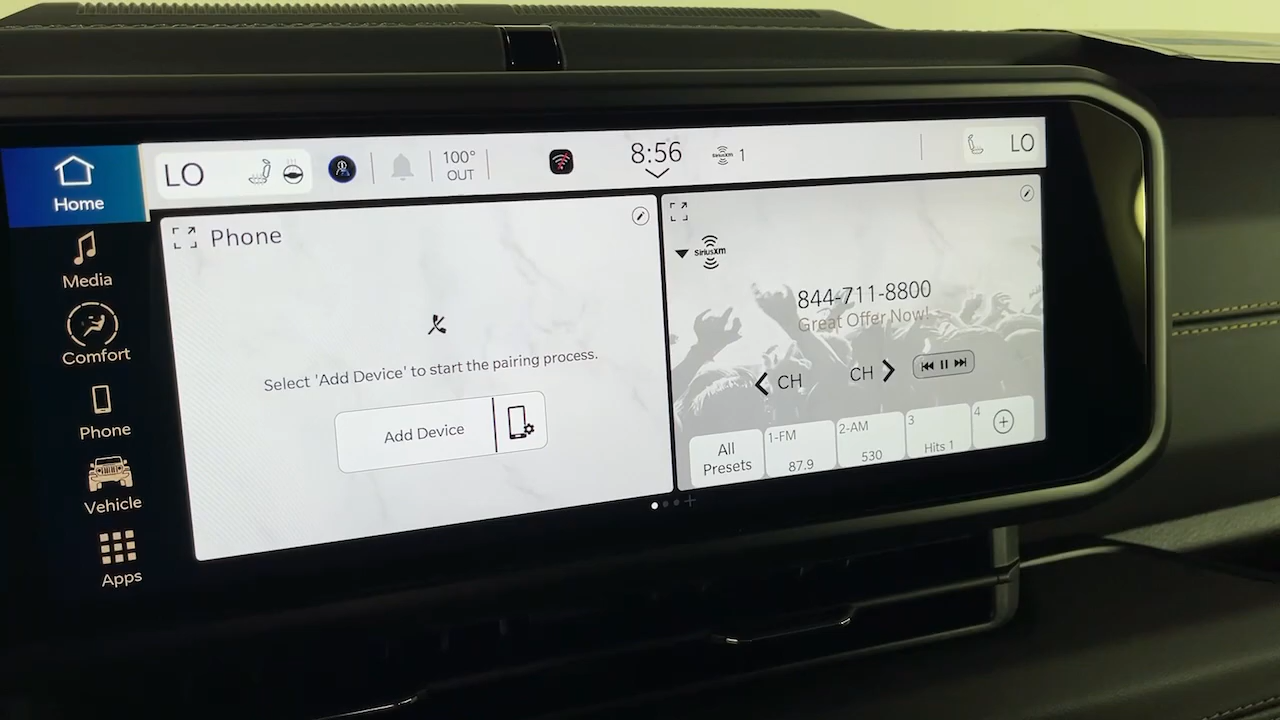 Home
LO
100°
OUT
8:56
SiriusXM 1
LO
Media
Comfort
Phone
Vehicle
Apps
Phone
Select 'Add Device' to start the pairing process.
Add Device
SiriusXM
844-711-8800
Great Offer Now!
CH
CH
All
Presets
1-FM
87.9
2-AM
530
3
Hits 1
4